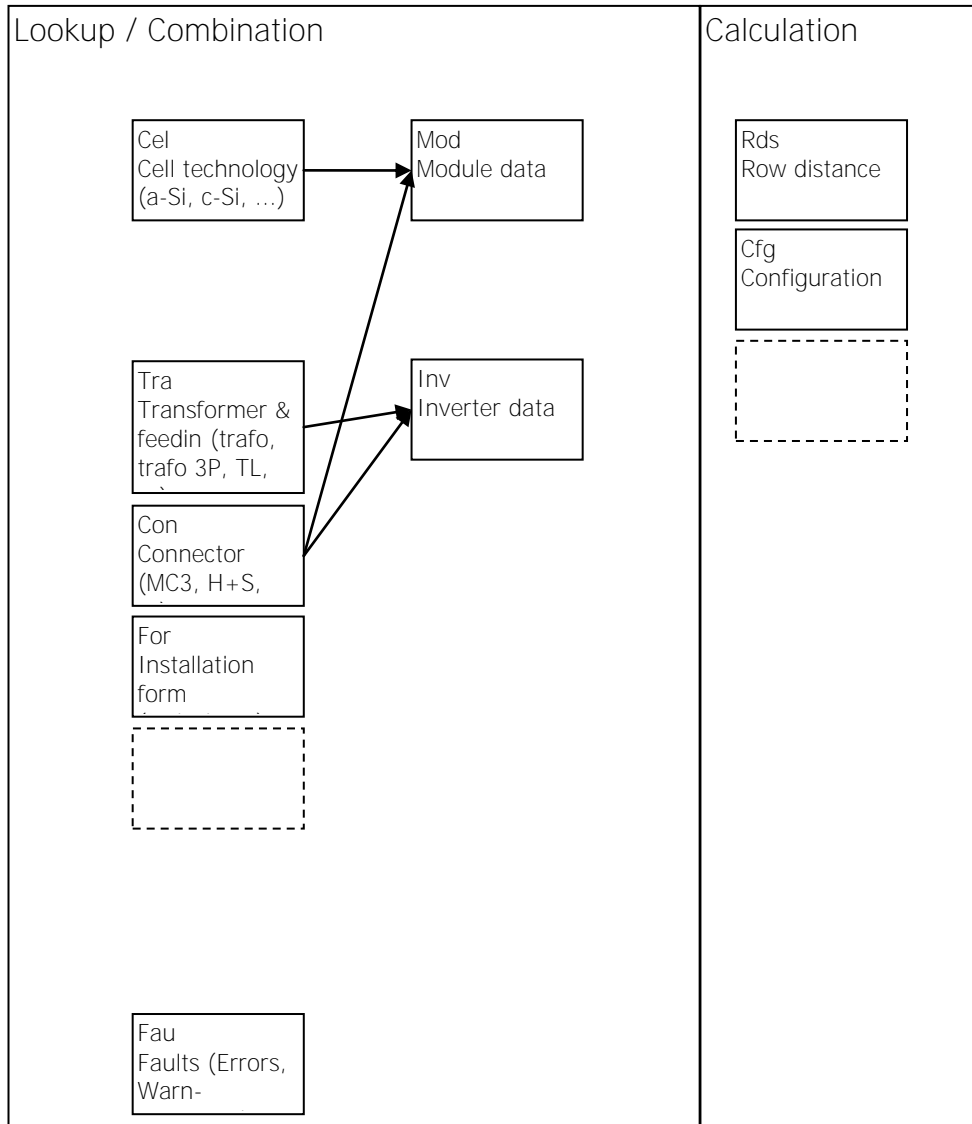 Lookup / Combination
Calculation
Cel
Cell technology
(a-Si, c-Si, ...)
Mod
Module data
Rds
Row distance
Cfg
Configuration
Tra
Transformer &
feedin (trafo,
trafo 3P, TL,
Inv
Inverter data
Con
Connector
(MC3, H+S,
For
Installation
form
Fau
Faults (Errors,
Warn-